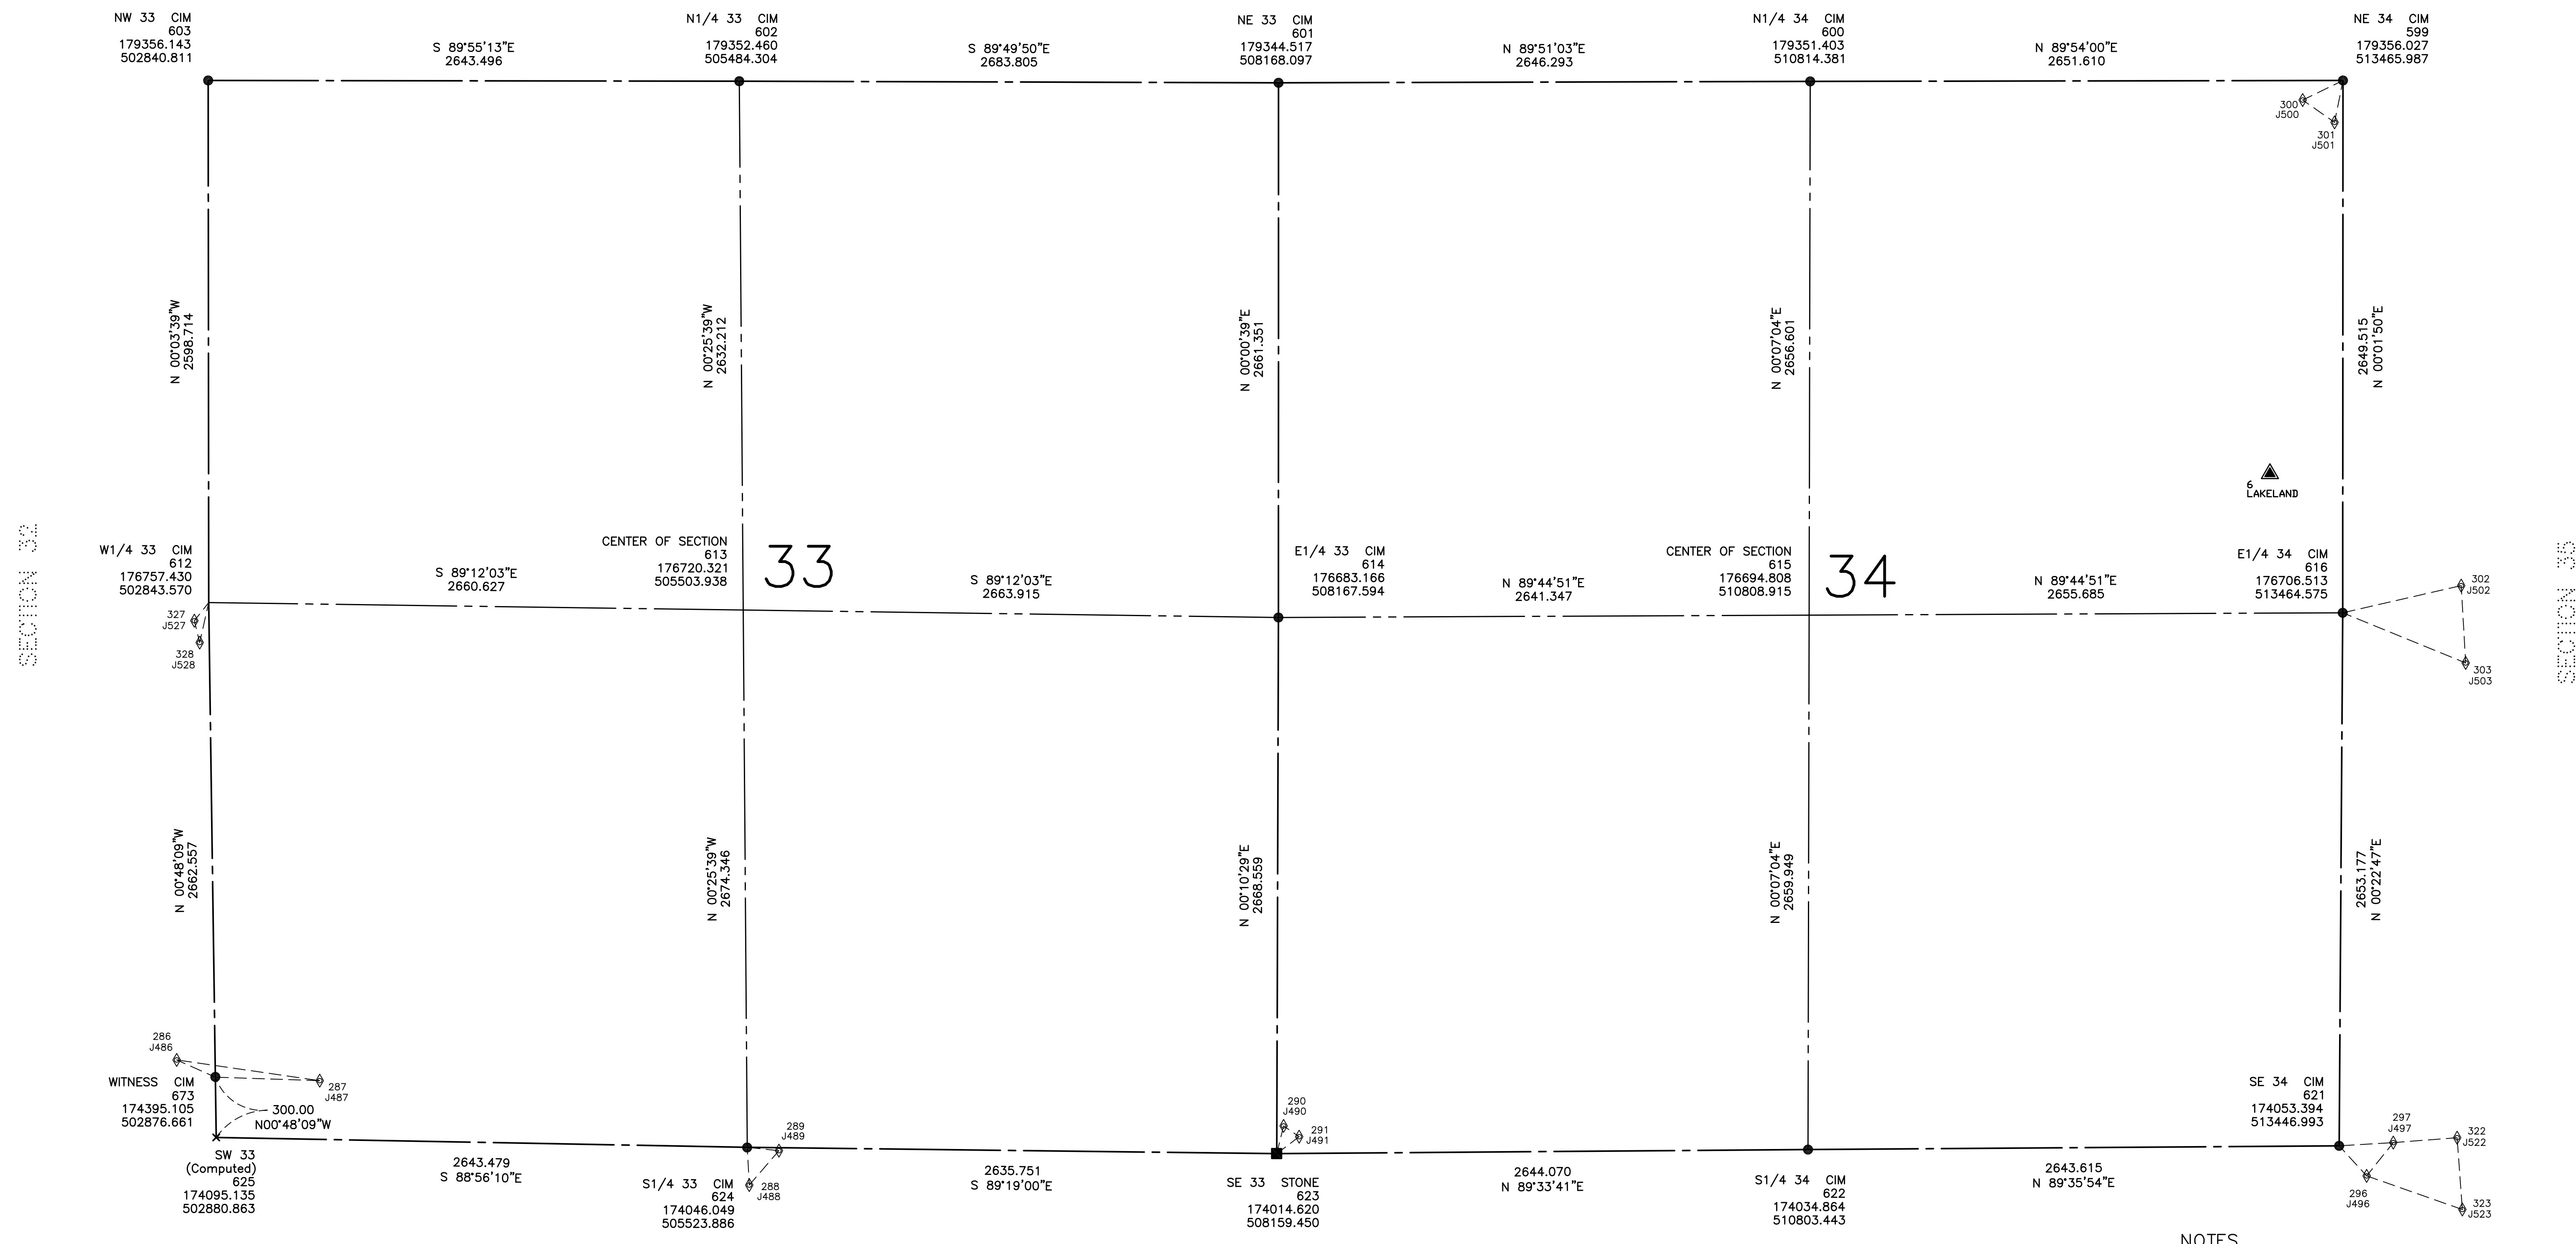 NW 33 CIM
603
179356.143
502840.811
S 89°55'13"E
2643.496
N1/4 33 CIM
602
179352.460
505484.304
S 89°49'50"E
2683.805
NE 33 CIM
601
179344.517
508168.097
N 89°51'03"E
2646.293
N1/4 34 CIM
600
179351.403
510814.381
N 89°54'00"E
2651.610
NE 34 CIM
599
179356.027
513465.987
300
J500
301
J501
N 00°03'39"W
2598.714
N 00°25'39"W
2632.212
N 00°00'39"E
2661.351
N 00°07'04"E
2656.601
2649.515
N 00°01'50"E
6
LAKELAND
SECTION 32
W1/4 33 CIM
612
176757.430
502843.570
327
J527
328
J528
S 89°12'03"E
2660.627
CENTER OF SECTION
613
176720.321
505503.938
33
S 89°12'03"E
2663.915
E1/4 33 CIM
614
176683.166
508167.594
N 89°44'51"E
2641.347
CENTER OF SECTION
615
176694.808
510808.915
34
N 89°44'51"E
2655.685
E1/4 34 CIM
616
176706.513
513464.575
302
J502
303
J503
SECTION 35
N 00°48'09"W
2662.557
N 00°25'39"W
2674.346
N 00°10'29"E
2668.559
N 00°07'04"E
2659.949
2653.177
N 00°22'47"E
286
J486
287
J487
WITNESS CIM
673
174395.105
502876.661
300.00
N00°48'09"W
SW 33
(Computed)
625
174095.135
502880.863
2643.479
S 88°56'10"E
289
J489
288
J488
S1/4 33 CIM
624
174046.049
505523.886
2635.751
S 89°19'00"E
290
J490
291
J491
SE 33 STONE
623
174014.620
508159.450
2644.070
N 89°33'41"E
S1/4 34 CIM
622
174034.864
510803.443
2643.615
N 89°35'54"E
SE 34 CIM
621
174053.394
513446.993
297
J497
322
J522
296
J496
323
J523
NOTES